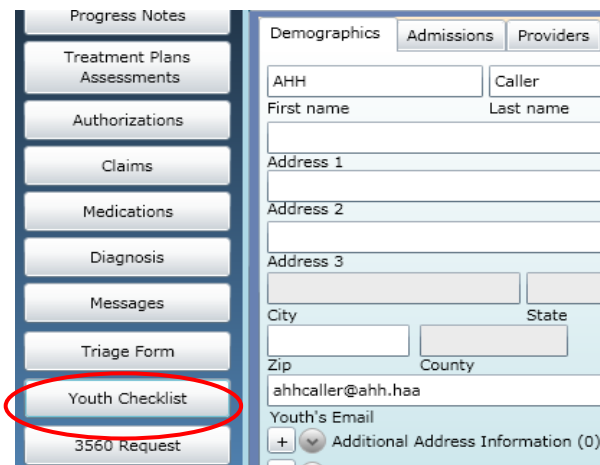 Progress Notes
Treatment Plans
Assessments
Authorizations
Claims
Medications
Diagnosis
Messages
Triage Form
Youth Checklist
3560 Request
Demographics Admissions Providers
AHH Caller
First name Last name
Address 1
Address 2
Address 3
City State
Zip County
ahhcaller@ahh.haa
Youth's Email
+ Additional Address Information (0)